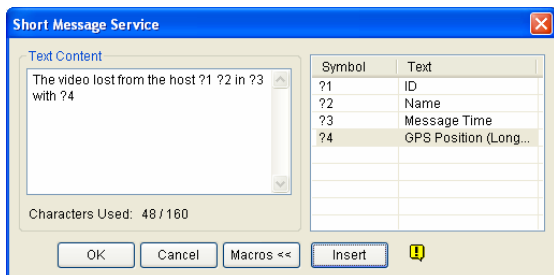 Short Message Service
Text Content
The video lost from the host ?1 ?2 in ?3
with ?4
Characters Used: 48 / 160
Symbol Text
?1 ID
?2 Name
?3 Message Time
?4 GPS Position (Long...
OK Cancel Macros << Insert